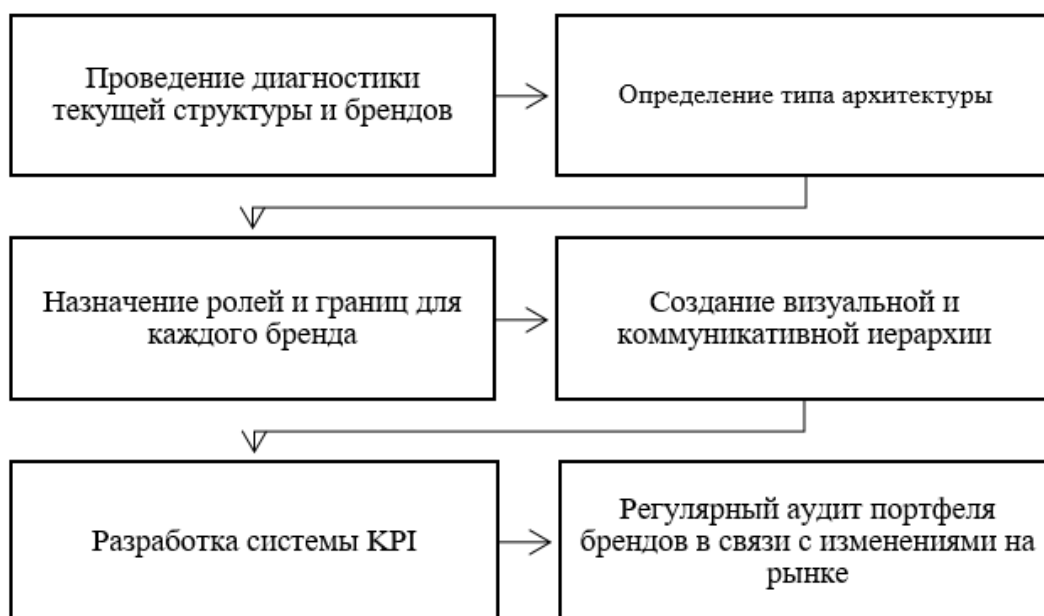 Проведение диагностики
текущей структуры и брендов
Определение типа архитектуры
Назначение ролей и границ для
каждого бренда
Создание визуальной и
коммуникативной иерархии
Разработка системы KPI
Регулярный аудит портфеля
брендов в связи с изменениями на
рынке